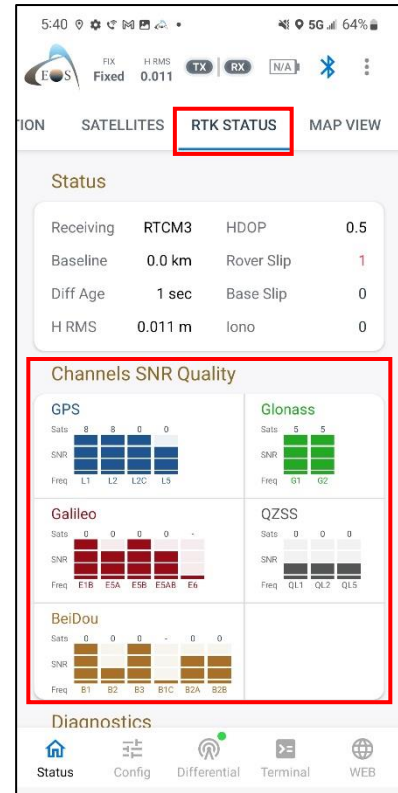 5:40
5G 64%
EOS
FIX H RMS
Fixed 0.011 TX RX N/A
ION SATELLITES RTK STATUS MAP VIEW
Status
Receiving RTCM3 HDOP 0.5
Baseline 0.0 km Rover Slip 1
Diff Age 1 sec Base Slip 0
H RMS 0.011 m Iono 0
Channels SNR Quality
GPS
Sats 8 8 0 0
SNR
Freq L1 L2 L2C L5
Glonass
Sats 5 5
SNR
Freq G1 G2
Galileo
Sats 0 0 0 0 -
SNR
Freq E1B E5A E5B E5AB E6
QZSS
Sats 0 0 0
SNR
Freq QL1 QL2 QL5
BeiDou
Sats 0 0 0 - 0 0
SNR
Freq B1 B2 B3 B1C B2A B2B
Diagnostics
Status Config Differential Terminal WEB